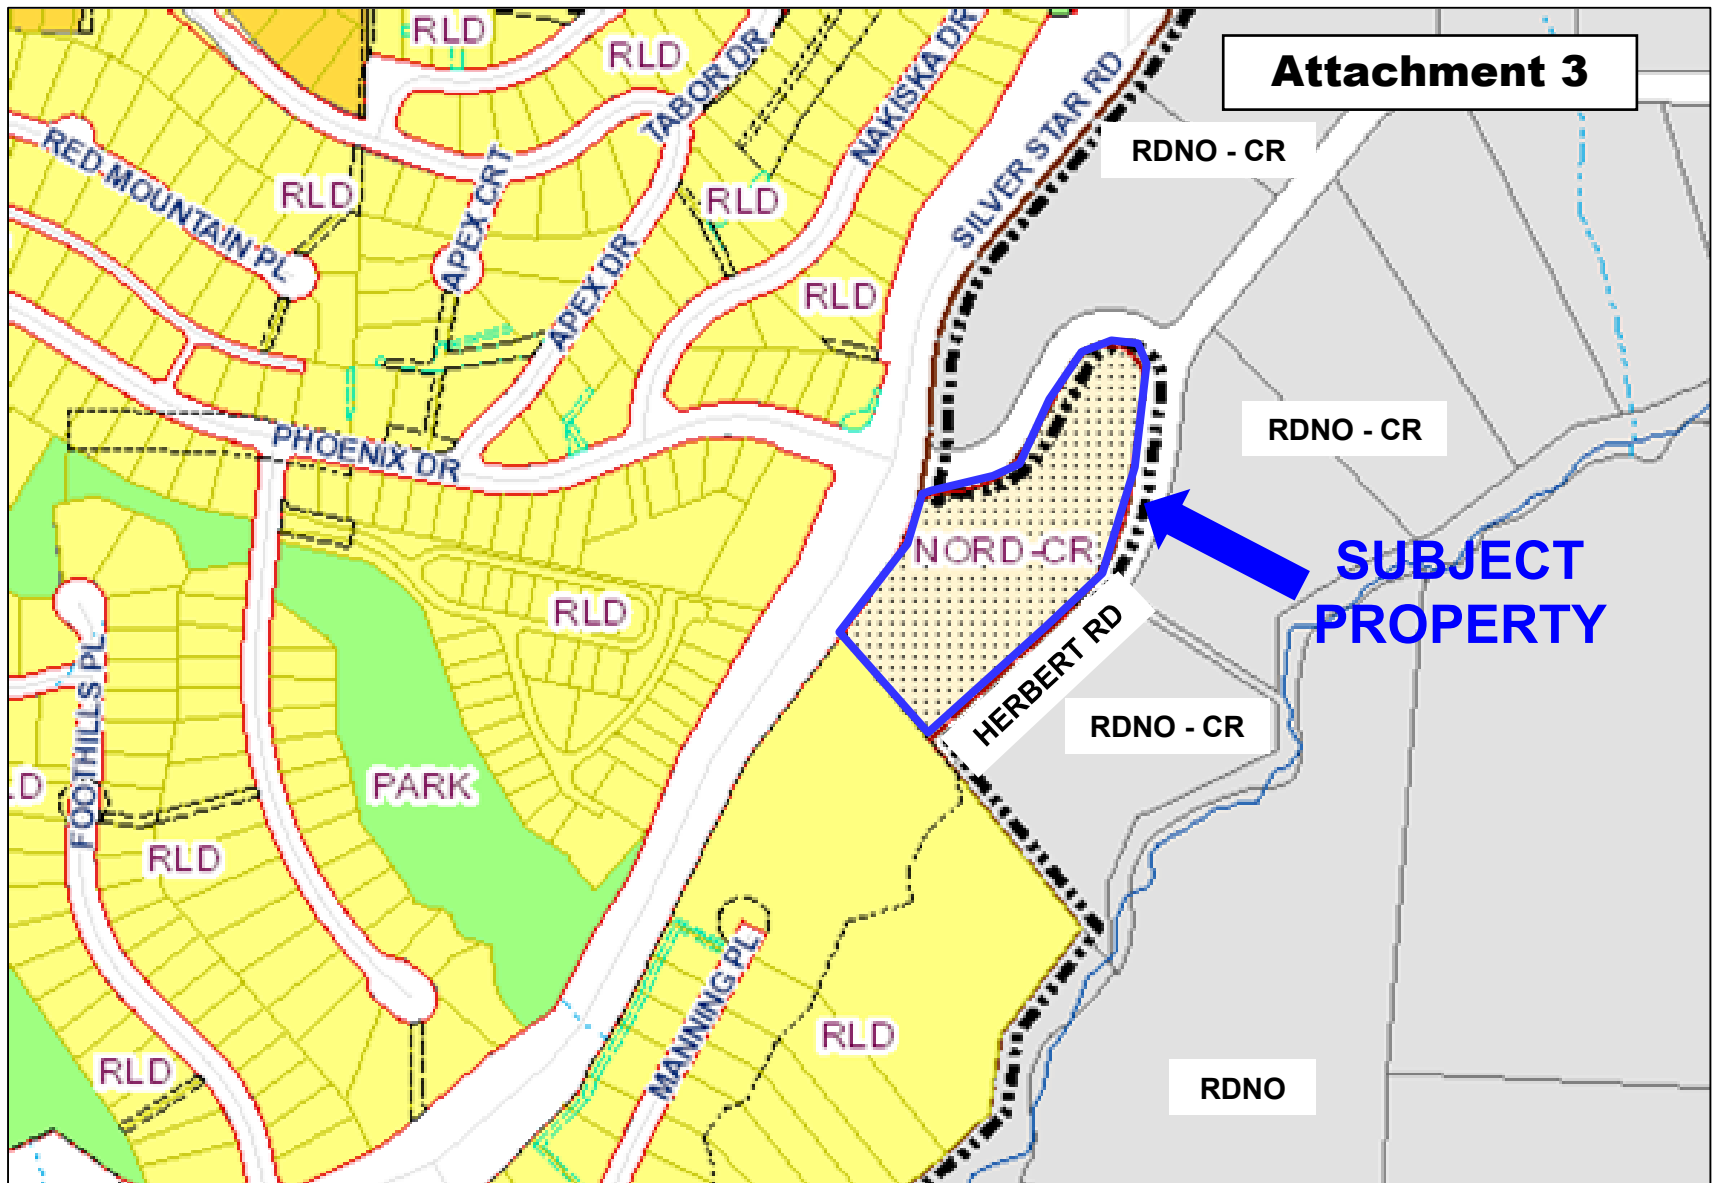 Attachment 3
RLD
RLD
TABOR DR
NAKISKA DR
SILVER STAR RD
RDNO - CR
RED MOUNTAIN PL
RLD
APEX CRT
RLD
APEX DR
RLD
RDNO - CR
PHOENIX DR
NORD-CR
SUBJECT
PROPERTY
RLD
HERBERT RD
FOOTHILLS PL
RDNO - CR
LD
PARK
RLD
MANNING PL
RLD
RLD
RDNO